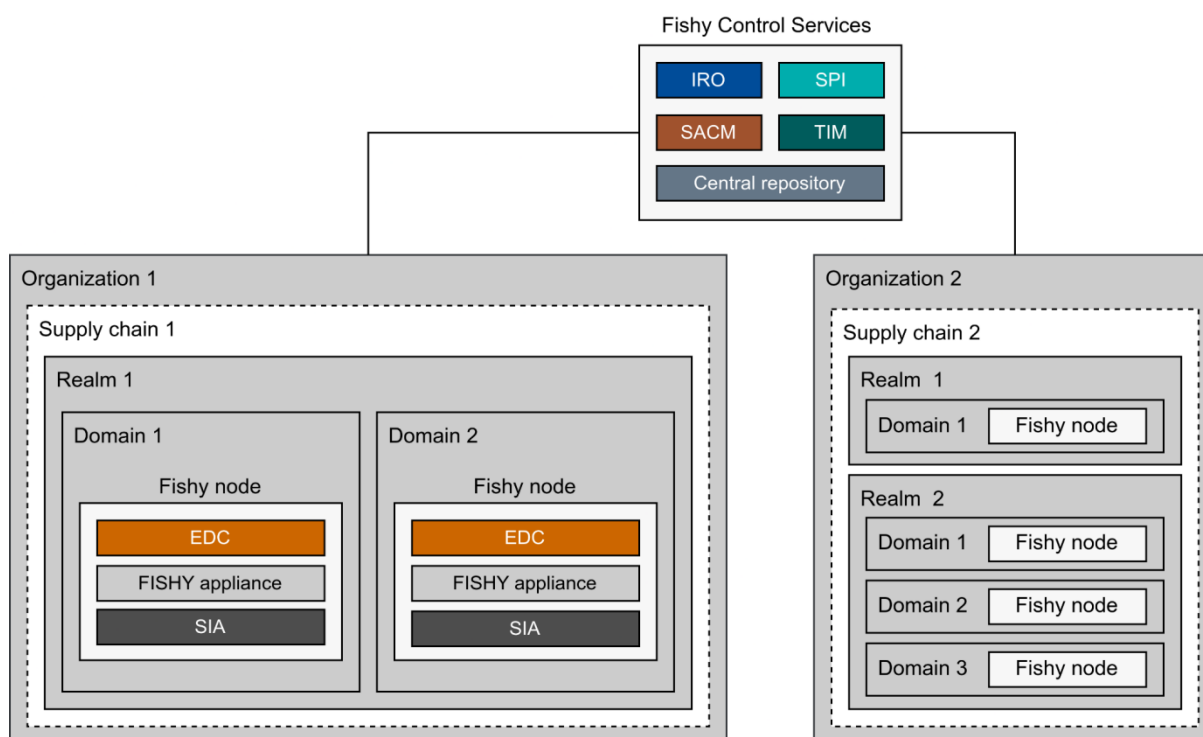 Fishy Control Services
IRO
SPI
SACM
TIM
Central repository
Organization 1
Supply chain 1
Realm 1
Domain 1
Fishy node
EDC
FISHY appliance
SIA
Domain 2
Fishy node
EDC
FISHY appliance
SIA
Organization 2
Supply chain 2
Realm 1
Domain 1
Fishy node
Realm 2
Domain 1
Fishy node
Domain 2
Fishy node
Domain 3
Fishy node